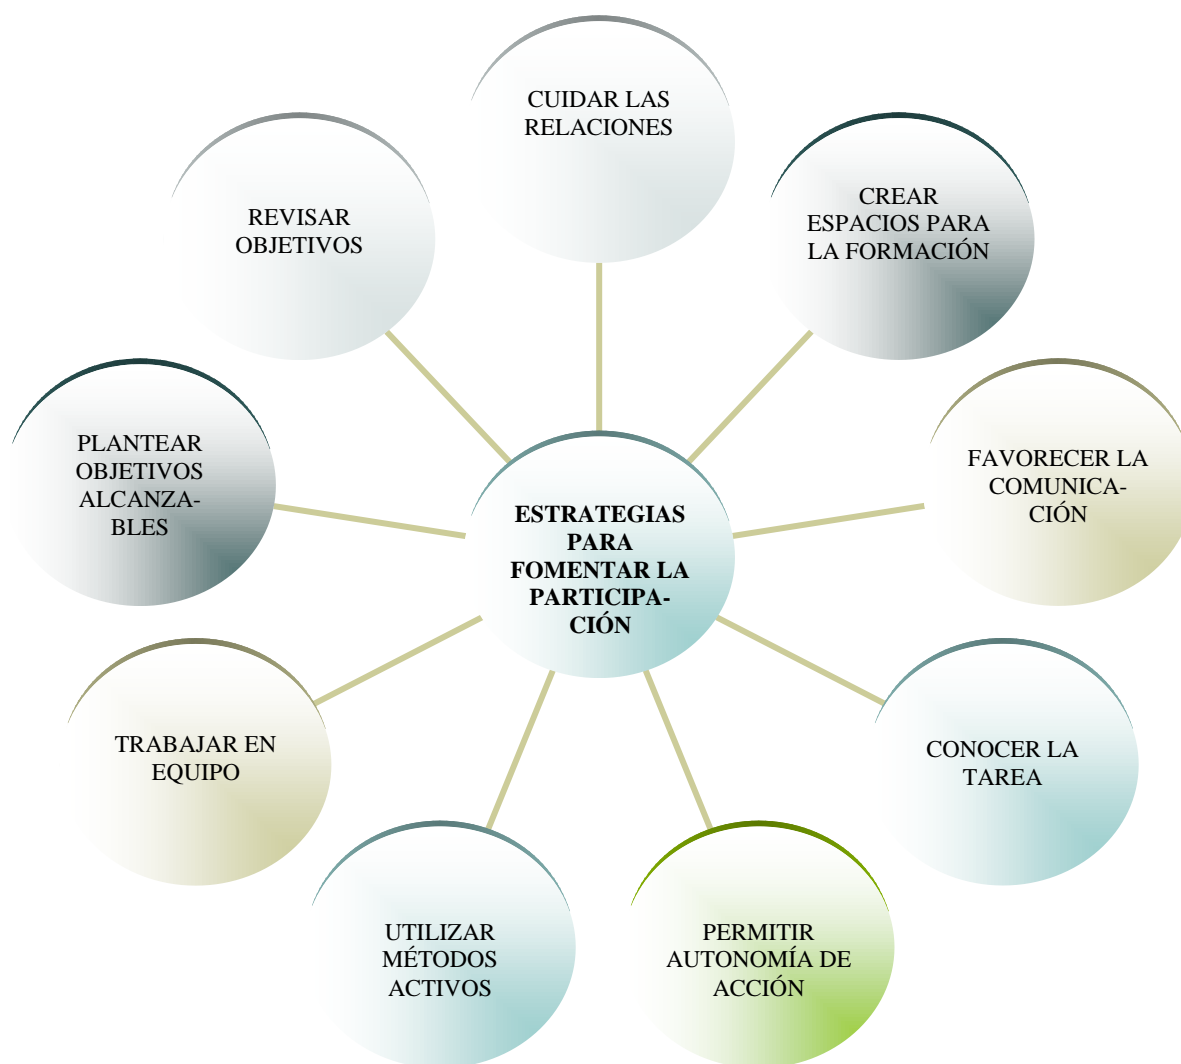 CUIDAR LAS
RELACIONES
CREAR
ESPACIOS PARA
LA FORMACIÓN
FAVORECER LA
COMUNICA-
CIÓN
CONOCER LA
TAREA
PERMITIR
AUTONOMÍA DE
ACCIÓN
UTILIZAR
MÉTODOS
ACTIVOS
TRABAJAR EN
EQUIPO
PLANTEAR
OBJETIVOS
ALCANZA-
BLES
REVISAR
OBJETIVOS
ESTRATEGIAS
PARA
FOMENTAR LA
PARTICIPA-
CIÓN